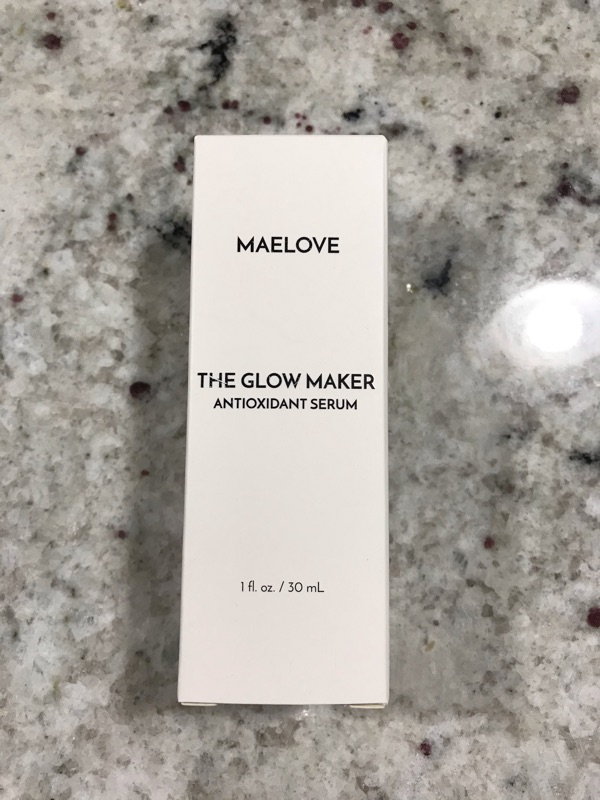 MAELOVE
THE GLOW MAKER
ANTIOXIDANT SERUM
1 fl. oz. / 30 mL